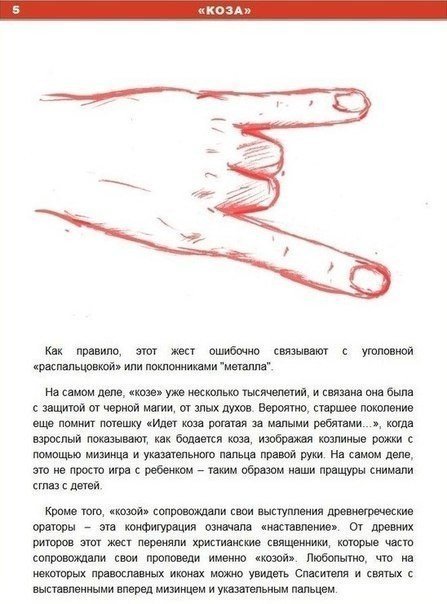 5
«КОЗА»
Как правило, этот жест ошибочно связывают с уголовной
«распальцовкой» или поклонниками "металла".
На самом деле, «козе» уже несколько тысячелетий, и связана она была
с защитой от черной магии, от злых духов. Вероятно, старшее поколение
еще помнит потешку «Идет коза рогатая за малыми ребятами...», когда
взрослый показывают, как бодается коза, изображая козлиные рожки с
помощью мизинца и указательного пальца правой руки. На самом деле,
это не просто игра с ребенком – таким образом наши пращуры снимали
сглаз с детей.
Кроме того, «козой» сопровождали свои выступления древнегреческие
ораторы – эта конфигурация означала «наставление». От древних
риторов этот жест переняли христианские священники, которые часто
сопровождали свои проповеди именно «козой». Любопытно, что на
некоторых православных иконах можно увидеть Спасителя и святых с
выставленными вперед мизинцем и указательным пальцем.